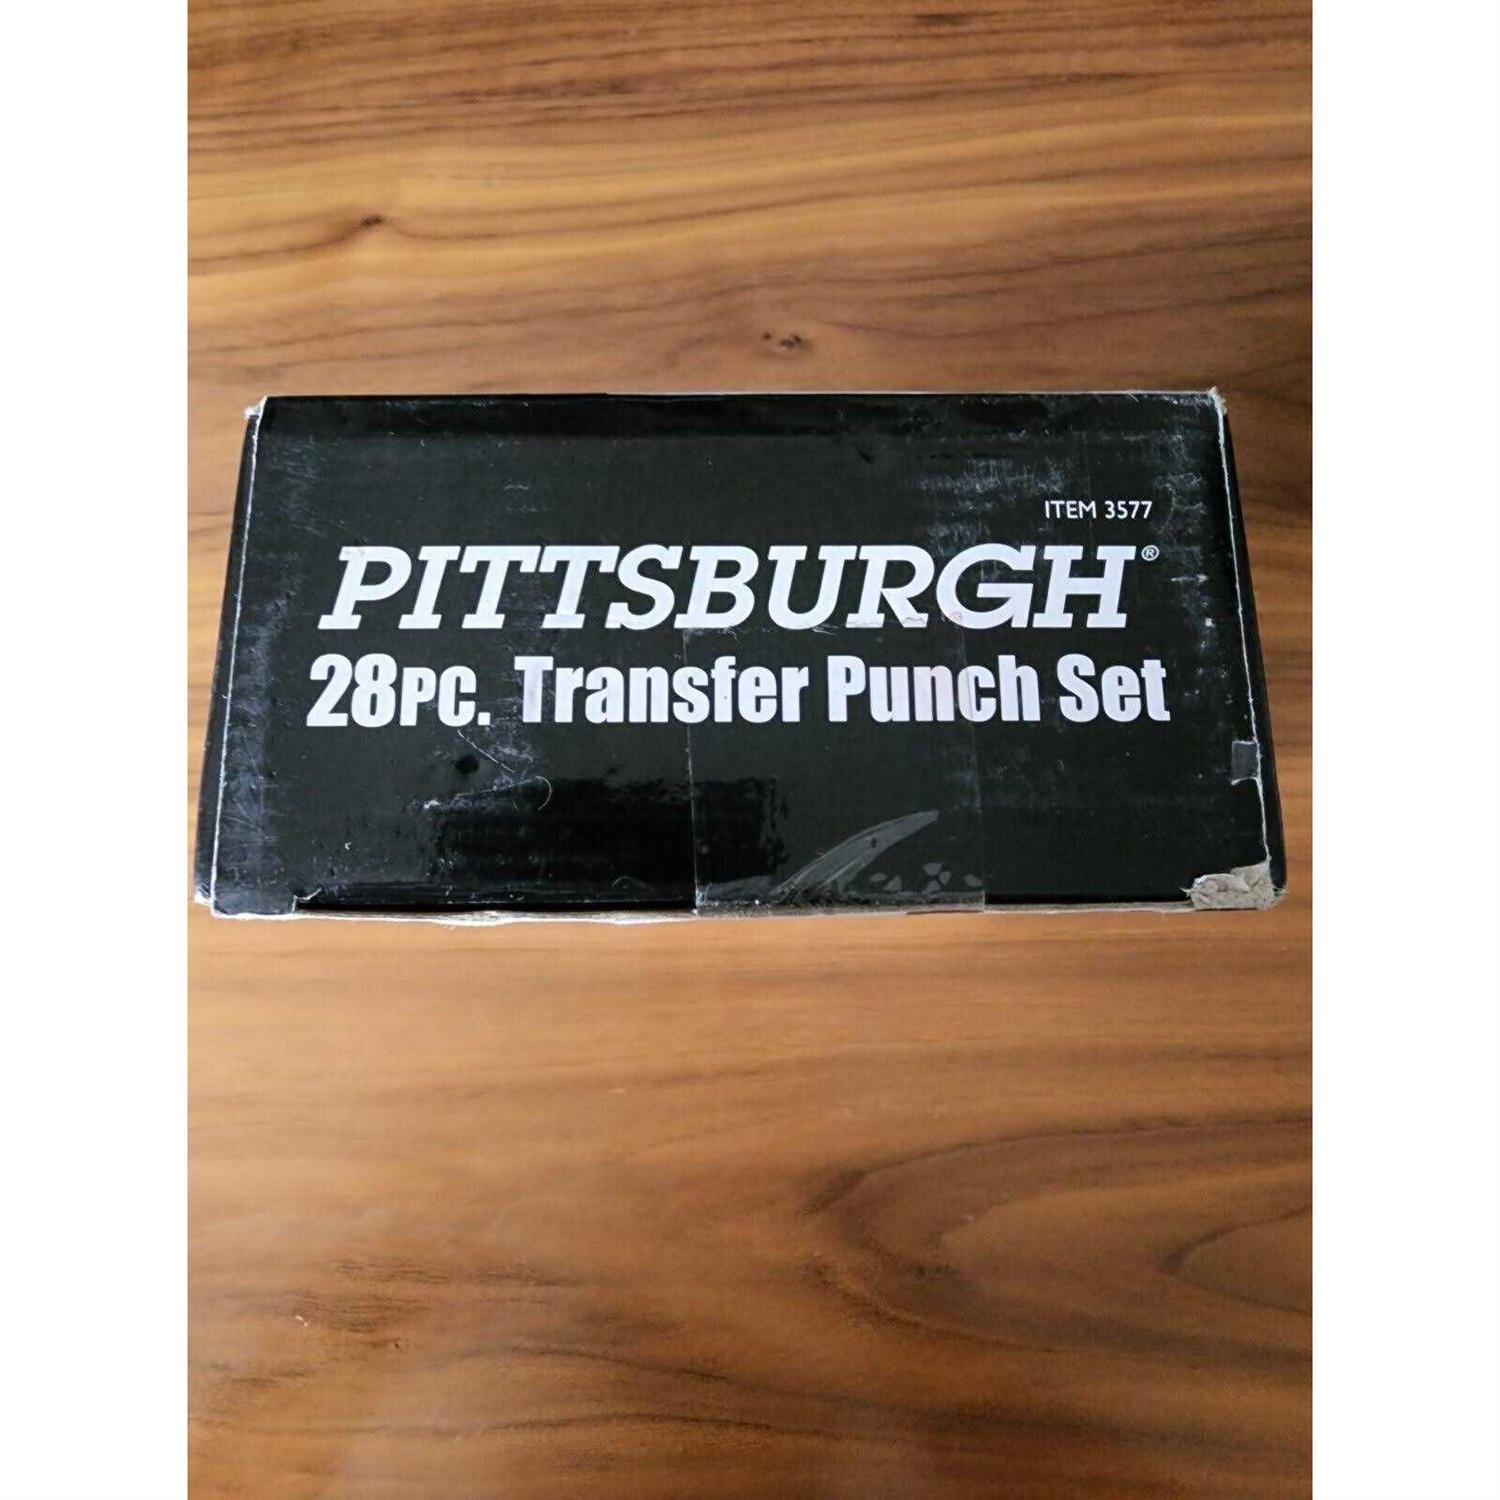 ITEM 3577
PITTSBURGH®
28PC. Transfer Punch Set